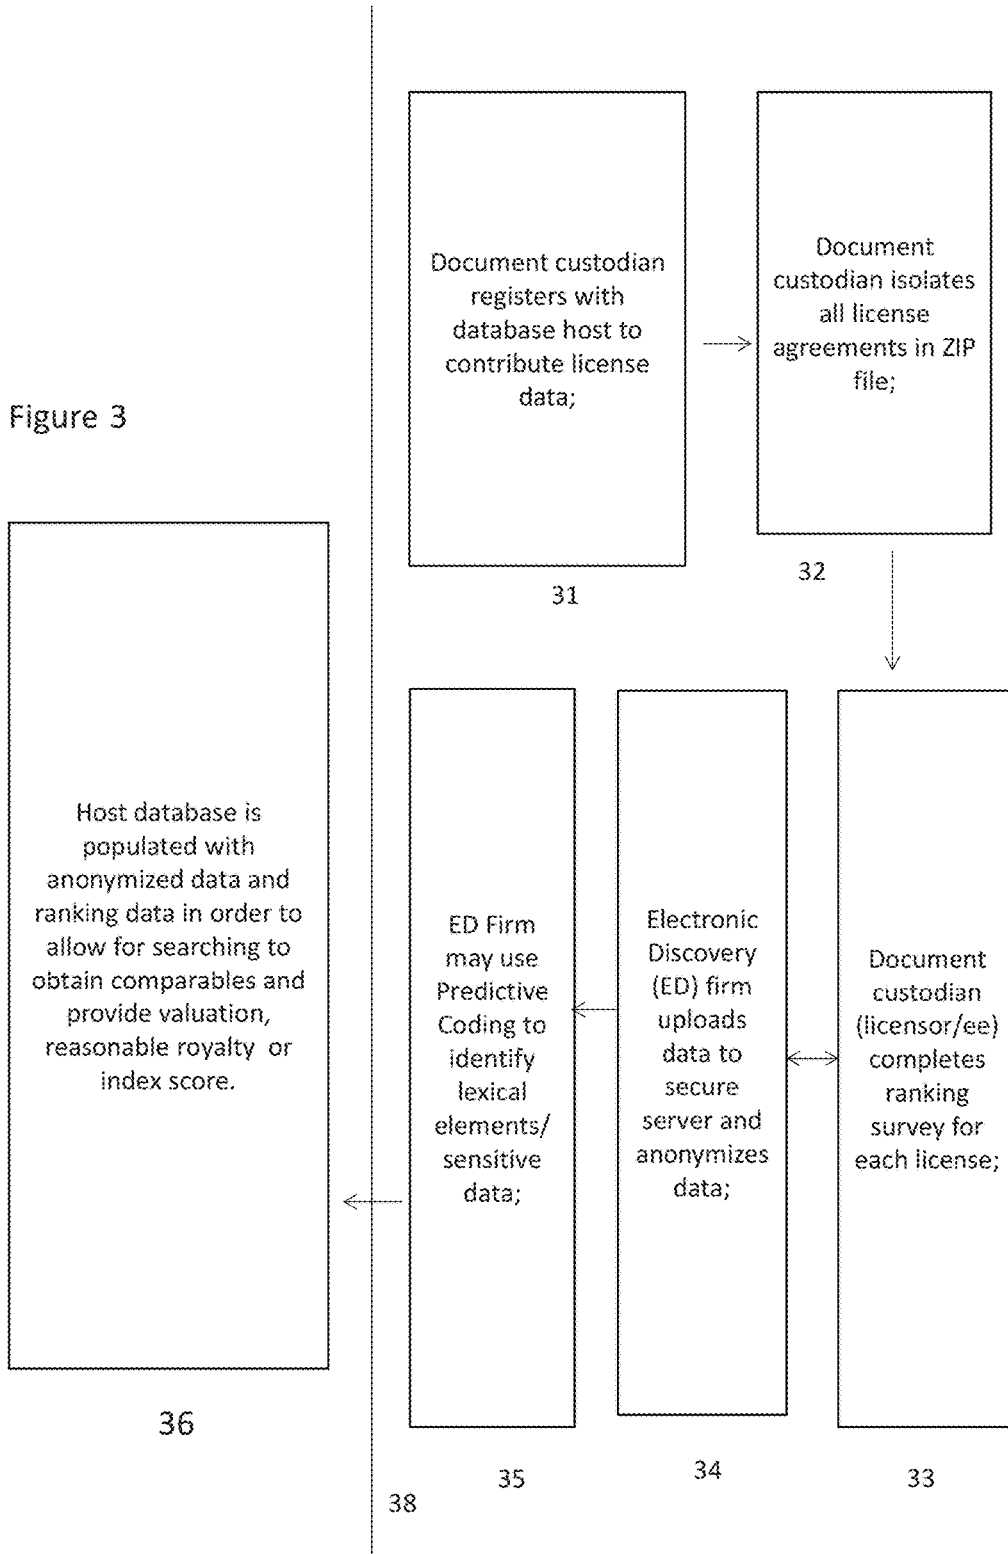 Figure 3
Document custodian
registers with
database host to
contribute license
data;
31
Document
custodian isolates
all license
agreements in ZIP
file;
32
Document
custodian
(licensor/ee)
completes
ranking
survey for
each license;
33
Electronic
Discovery
(ED) firm
uploads
data to
secure
server and
anonymizes
data;
34
ED Firm
may use
Predictive
Coding to
identify
lexical
elements/
sensitive
data;
35
Host database is
populated with
anonymized data and
ranking data in order to
allow for searching to
obtain comparables and
provide valuation,
reasonable royalty or
index score.
36
38